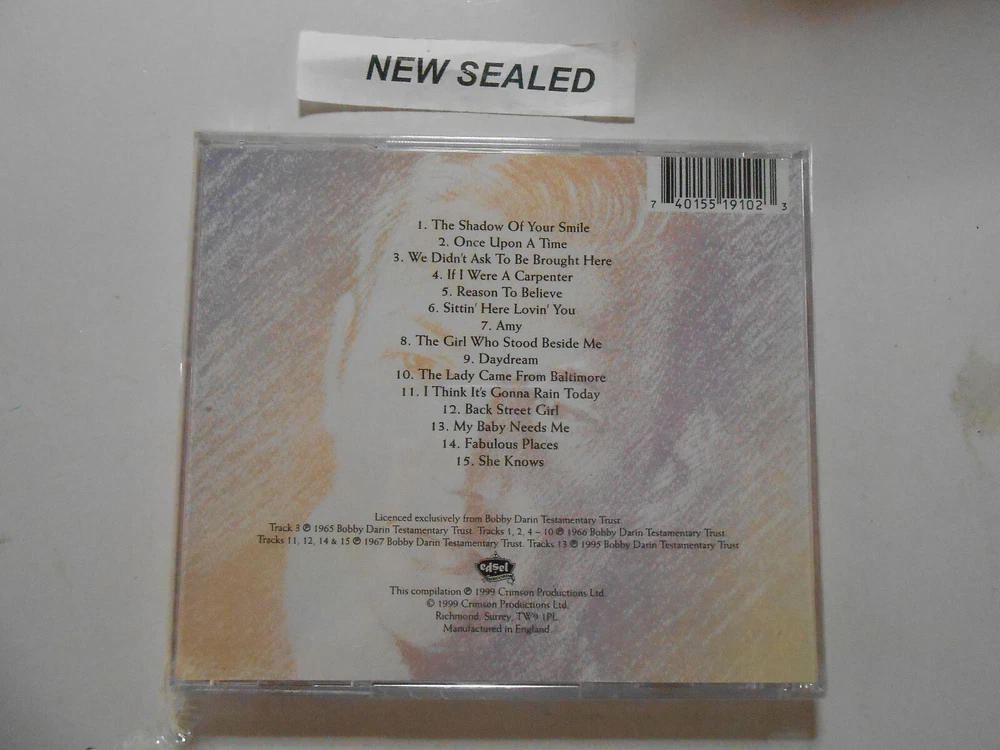 NEW SEALED
7 40155 19102 3
1. The Shadow Of Your Smile
2. Once Upon A Time
3. We Didn't Ask To Be Brought Here
4. If I Were A Carpenter
5. Reason To Believe
6. Sittin' Here Lovin' You
7. Amy
8. The Girl Who Stood Beside Me
9. Daydream
10. The Lady Came From Baltimore
11. I Think It's Gonna Rain Today
12. Back Street Girl
13. My Baby Needs Me
14. Fabulous Places
15. She Knows
Licenced exclusively from Bobby Darin Testamentary Trust.
Track 3 ℗ 1965 Bobby Darin Testamentary Trust. Tracks 1, 2, 4 – 10 ℗ 1966 Bobby Darin Testamentary Trust.
Tracks 11, 12, 14 & 15 ℗ 1967 Bobby Darin Testamentary Trust. Tracks 13 ℗ 1995 Bobby Darin Testamentary Trust
edsel
This compilation ℗ 1999 Crimson Productions Ltd.
© 1999 Crimson Productions Ltd.
Richmond, Surrey, TW9 1PL.
Manufactured in England.